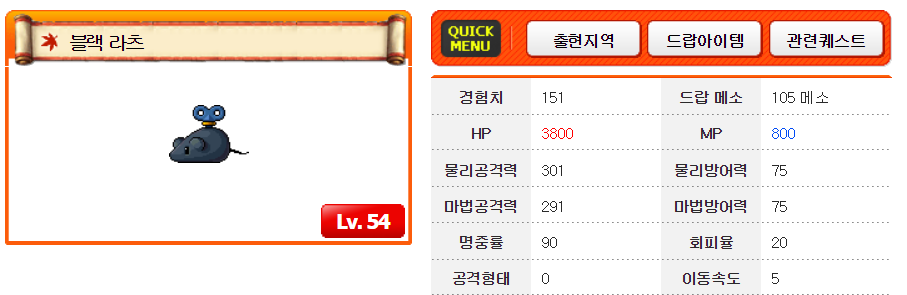 블랙 라츠
Lv. 54
QUICK MENU
출현지역
드랍아이템
관련퀘스트
경험치 151 드랍 메소 105 메소
HP 3800 MP 800
물리공격력 301 물리방어력 75
마법공격력 291 마법방어력 75
명중률 90 회피율 20
공격형태 0 이동속도 5